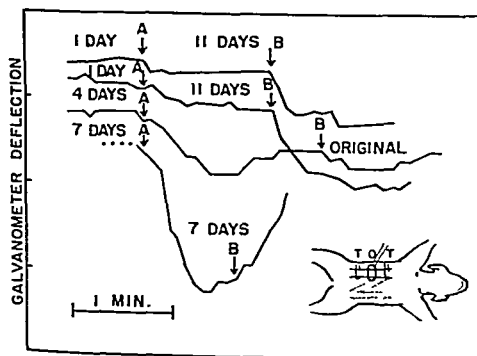 A
B
1 DAY
11 DAYS
1 DAY
A
11 DAYS
B
4 DAYS
A
B
ORIGINAL
7 DAYS
A
7 DAYS
B
GALVANOMETER DEFLECTION
1 MIN.
T O T